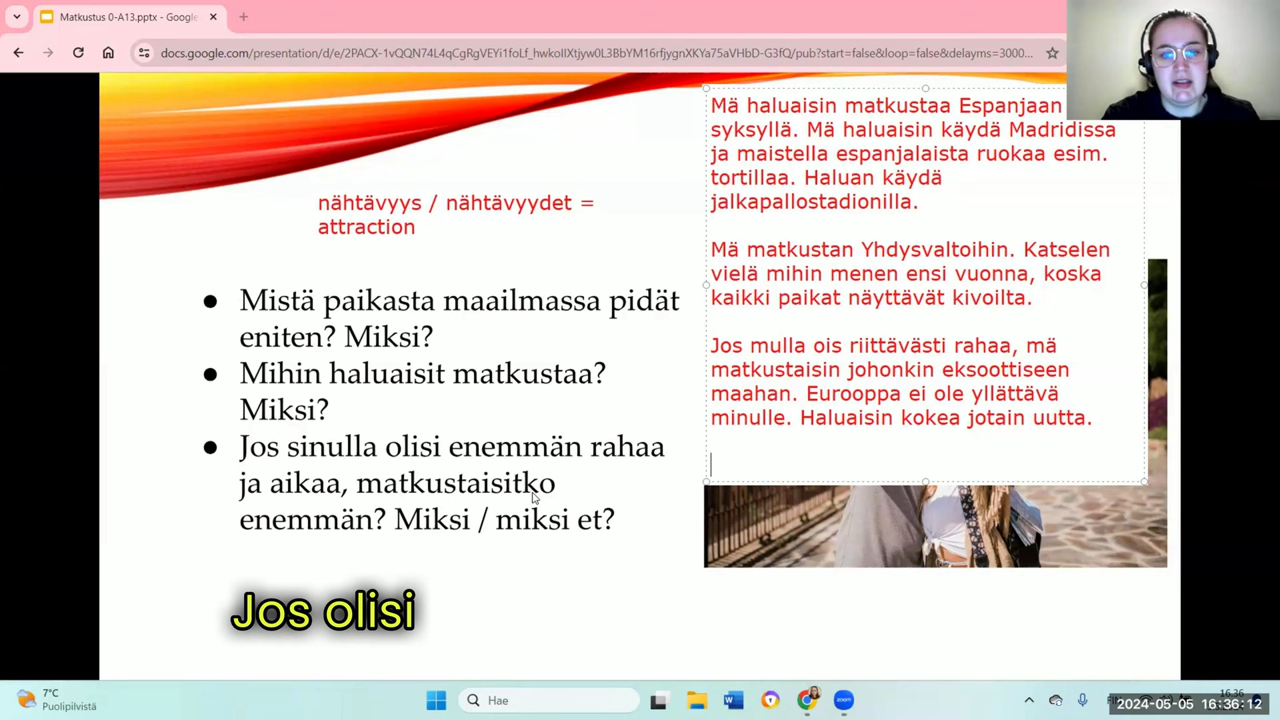 Matkustus 0-A13.pptx - Google
docs.google.com/presentation/d/e/2PACX-1vQQN74L4qCgRgVEYi1foLf_hwkoIIXtjyw0L3BbYM16rfjygnXKYa75aVHbD-G3fQ/pub?start=false&loop=false&delayms=3000...
Mä haluaisin matkustaa Espanjaan
syksyllä. Mä haluaisin käydä Madridissa
ja maistella espanjalaista ruokaa esim.
tortillaa. Haluan käydä
jalkapallostadionilla.
Mä matkustan Yhdysvaltoihin. Katselen
vielä mihin menen ensi vuonna, koska
kaikki paikat näyttävät kivoilta.
Jos mulla ois riittävästi rahaa, mä
matkustaisin johonkin eksoottiseen
maahan. Eurooppa ei ole yllättävä
minulle. Haluaisin kokea jotain uutta.
nähtävyys / nähtävyydet =
attraction
● Mistä paikasta maailmassa pidät
eniten? Miksi?
● Mihin haluaisit matkustaa?
Miksi?
● Jos sinulla olisi enemmän rahaa
ja aikaa, matkustaisitko
enemmän? Miksi / miksi et?
Jos olisi
7°C
Puolipilvistä
Hae
zoom
16.36
2024-05-05 16:36:12